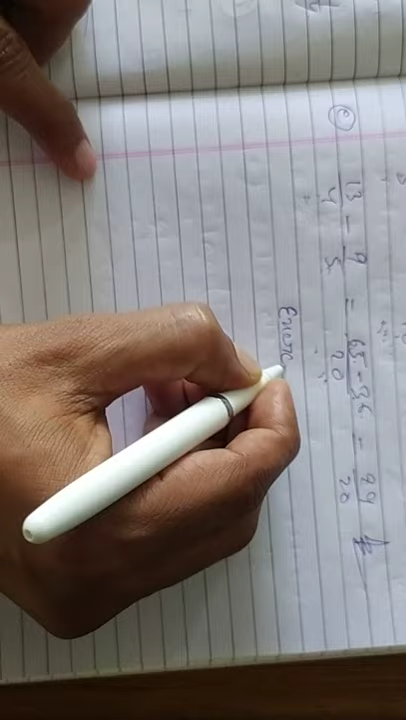 ⓒ 13/4 - 9/5 = 65-36/20 = 29/20
Exerc